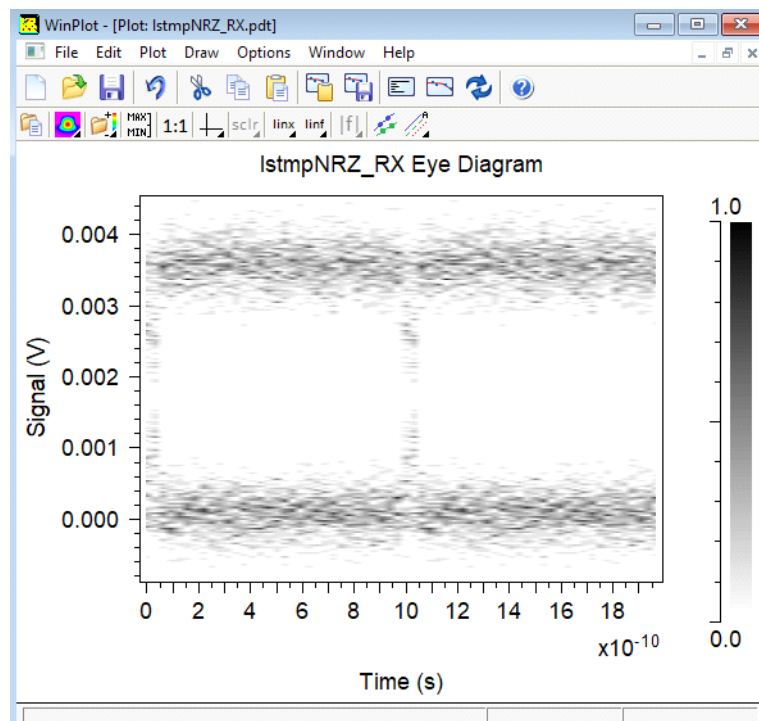 WinPlot - [Plot: lstmpNRZ_RX.pdt]
File Edit Plot Draw Options Window Help
MAX MIN 1:1 sclr linx linf |f| R
lstmpNRZ_RX Eye Diagram
1.0
0.004
0.003
0.002
0.001
0.000
Signal (V)
0 2 4 6 8 10 12 14 16 18
x10-10
0.0
Time (s)